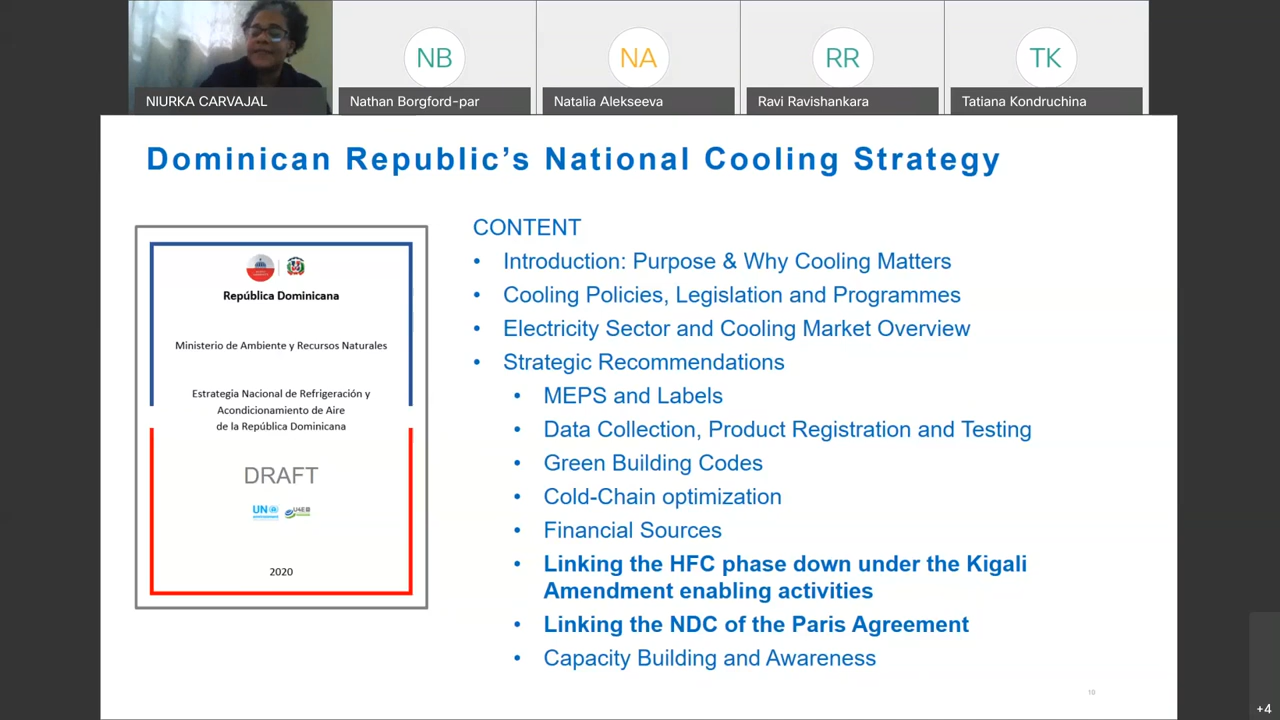 NB
NA
RR
TK
NIURKA CARVAJAL
Nathan Borgford-par
Natalia Alekseeva
Ravi Ravishankara
Tatiana Kondruchina
Dominican Republic’s National Cooling Strategy
República Dominicana
Ministerio de Ambiente y Recursos Naturales
Estrategia Nacional de Refrigeración y
Acondicionamiento de Aire
de la República Dominicana
DRAFT
UN
U4E
2020
CONTENT
• Introduction: Purpose & Why Cooling Matters
• Cooling Policies, Legislation and Programmes
• Electricity Sector and Cooling Market Overview
• Strategic Recommendations
• MEPS and Labels
• Data Collection, Product Registration and Testing
• Green Building Codes
• Cold-Chain optimization
• Financial Sources
• Linking the HFC phase down under the Kigali
Amendment enabling activities
• Linking the NDC of the Paris Agreement
• Capacity Building and Awareness
10
+4